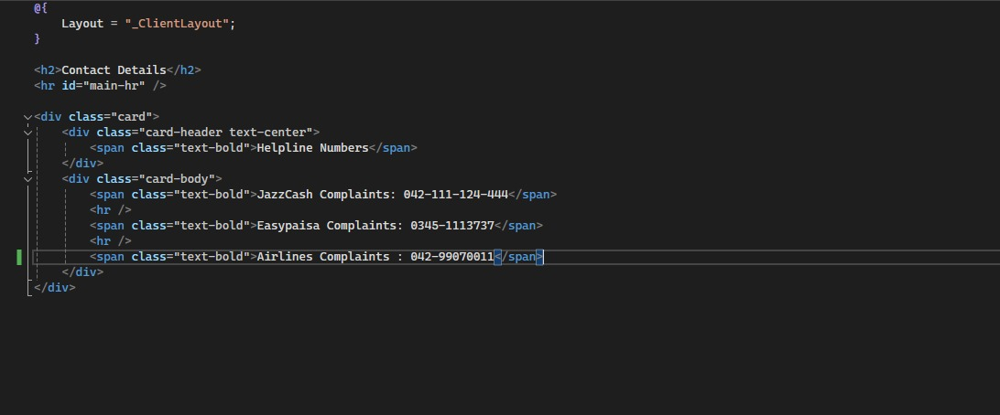 @{
    Layout = "_ClientLayout";
}
<h2>Contact Details</h2>
<hr id="main-hr" />
<div class="card">
    <div class="card-header text-center">
        <span class="text-bold">Helpline Numbers</span>
    </div>
    <div class="card-body">
        <span class="text-bold">JazzCash Complaints: 042-111-124-444</span>
        <hr />
        <span class="text-bold">Easypaisa Complaints: 0345-1113737</span>
        <hr />
        <span class="text-bold">Airlines Complaints : 042-99070011</span>
    </div>
</div>